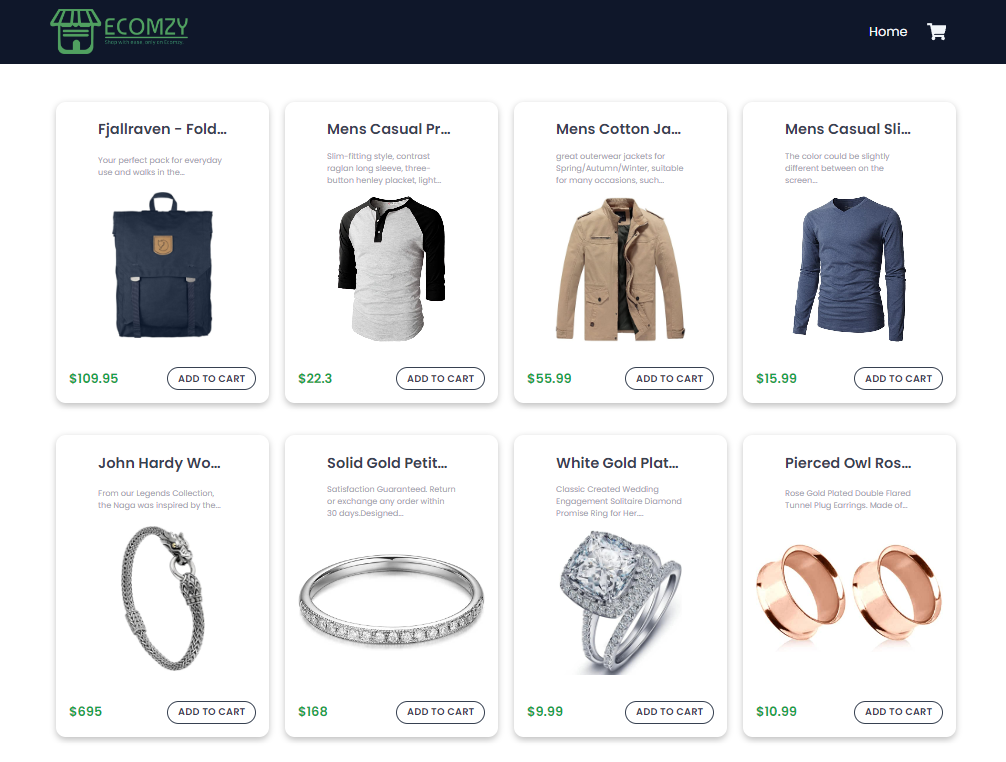 ECOMZY
Shop with ease, only on Ecomzy
Home
Fjallraven - Fold...
Your perfect pack for everyday
use and walks in the...
$109.95
ADD TO CART
Mens Casual Pr...
Slim-fitting style, contrast
raglan long sleeve, three-
button henley placket, light...
$22.3
ADD TO CART
Mens Cotton Ja...
great outerwear jackets for
Spring/Autumn/Winter, suitable
for many occasions, such...
$55.99
ADD TO CART
Mens Casual Sli...
The color could be slightly
different between on the
screen...
$15.99
ADD TO CART
John Hardy Wo...
From our Legends Collection,
the Naga was inspired by the...
$695
ADD TO CART
Solid Gold Petit...
Satisfaction Guaranteed. Return
or exchange any order within
30 days.Designed...
$168
ADD TO CART
White Gold Plat...
Classic Created Wedding
Engagement Solitaire Diamond
Promise Ring for Her....
$9.99
ADD TO CART
Pierced Owl Ros...
Rose Gold Plated Double Flared
Tunnel Plug Earrings. Made of...
$10.99
ADD TO CART